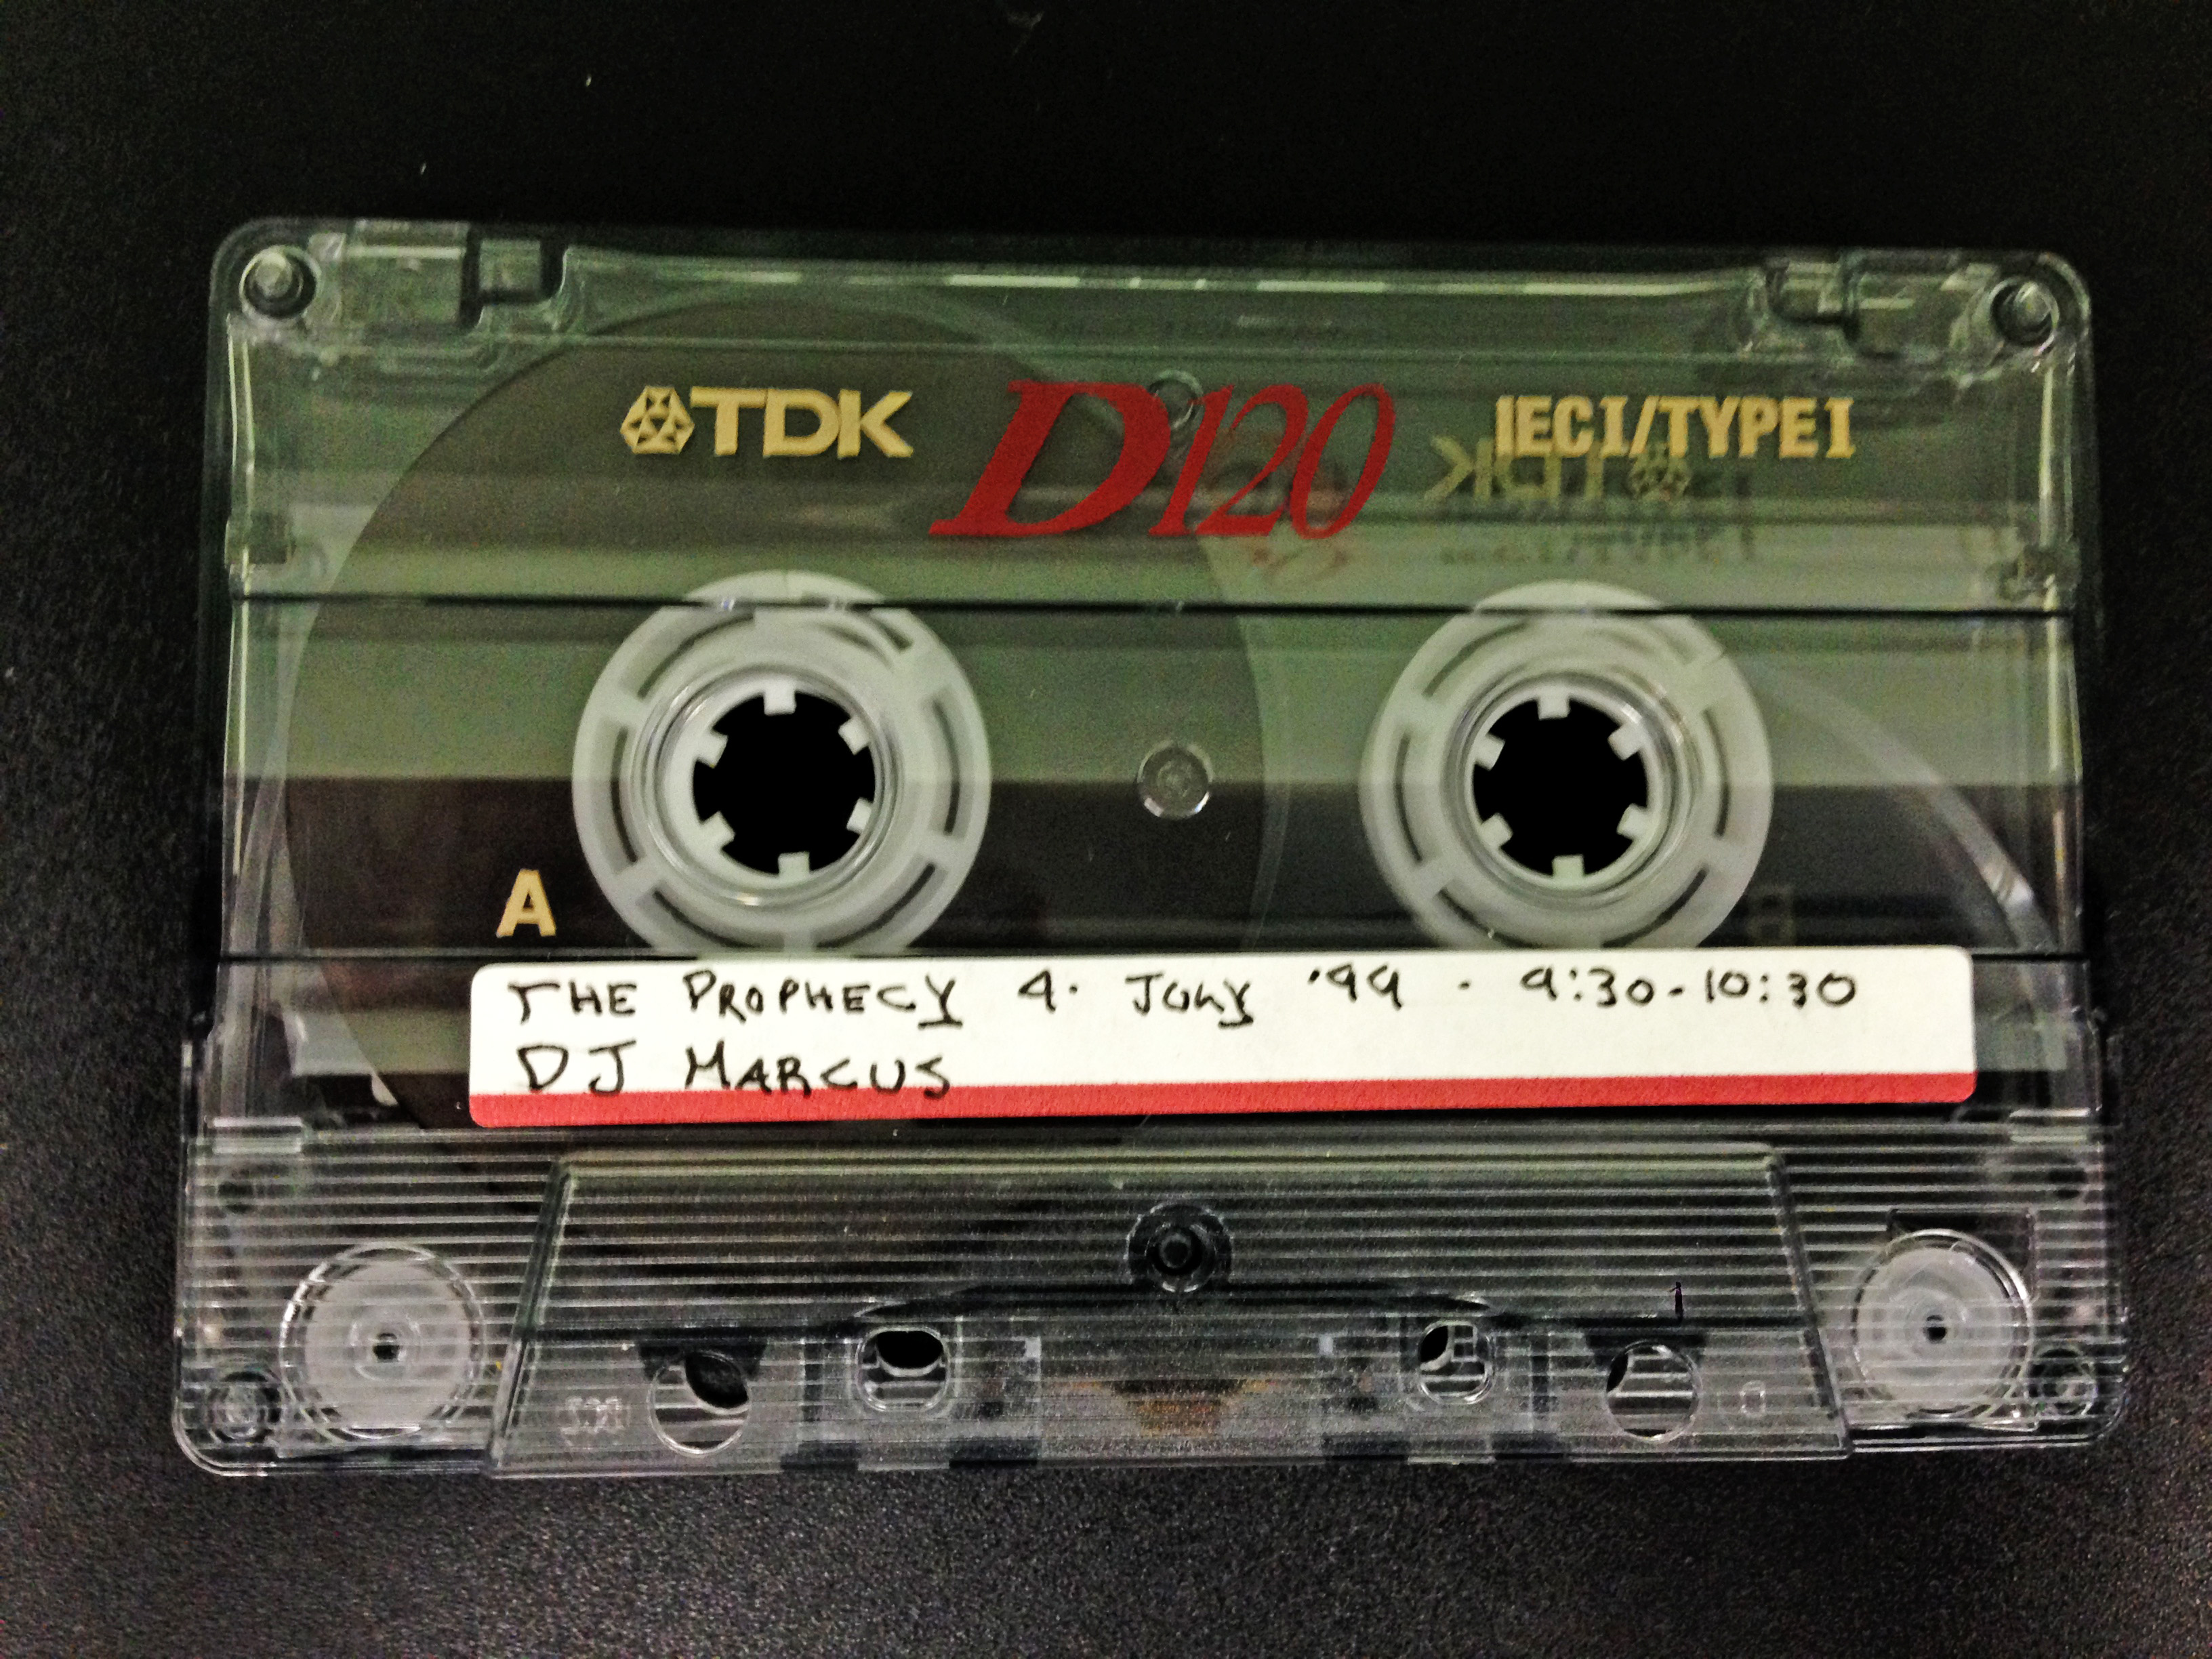 TDK D120 IEC I/TYPE I
A
THE PROPHECY 4. JULY '99 - 9:30-10:30
DJ MARCUS